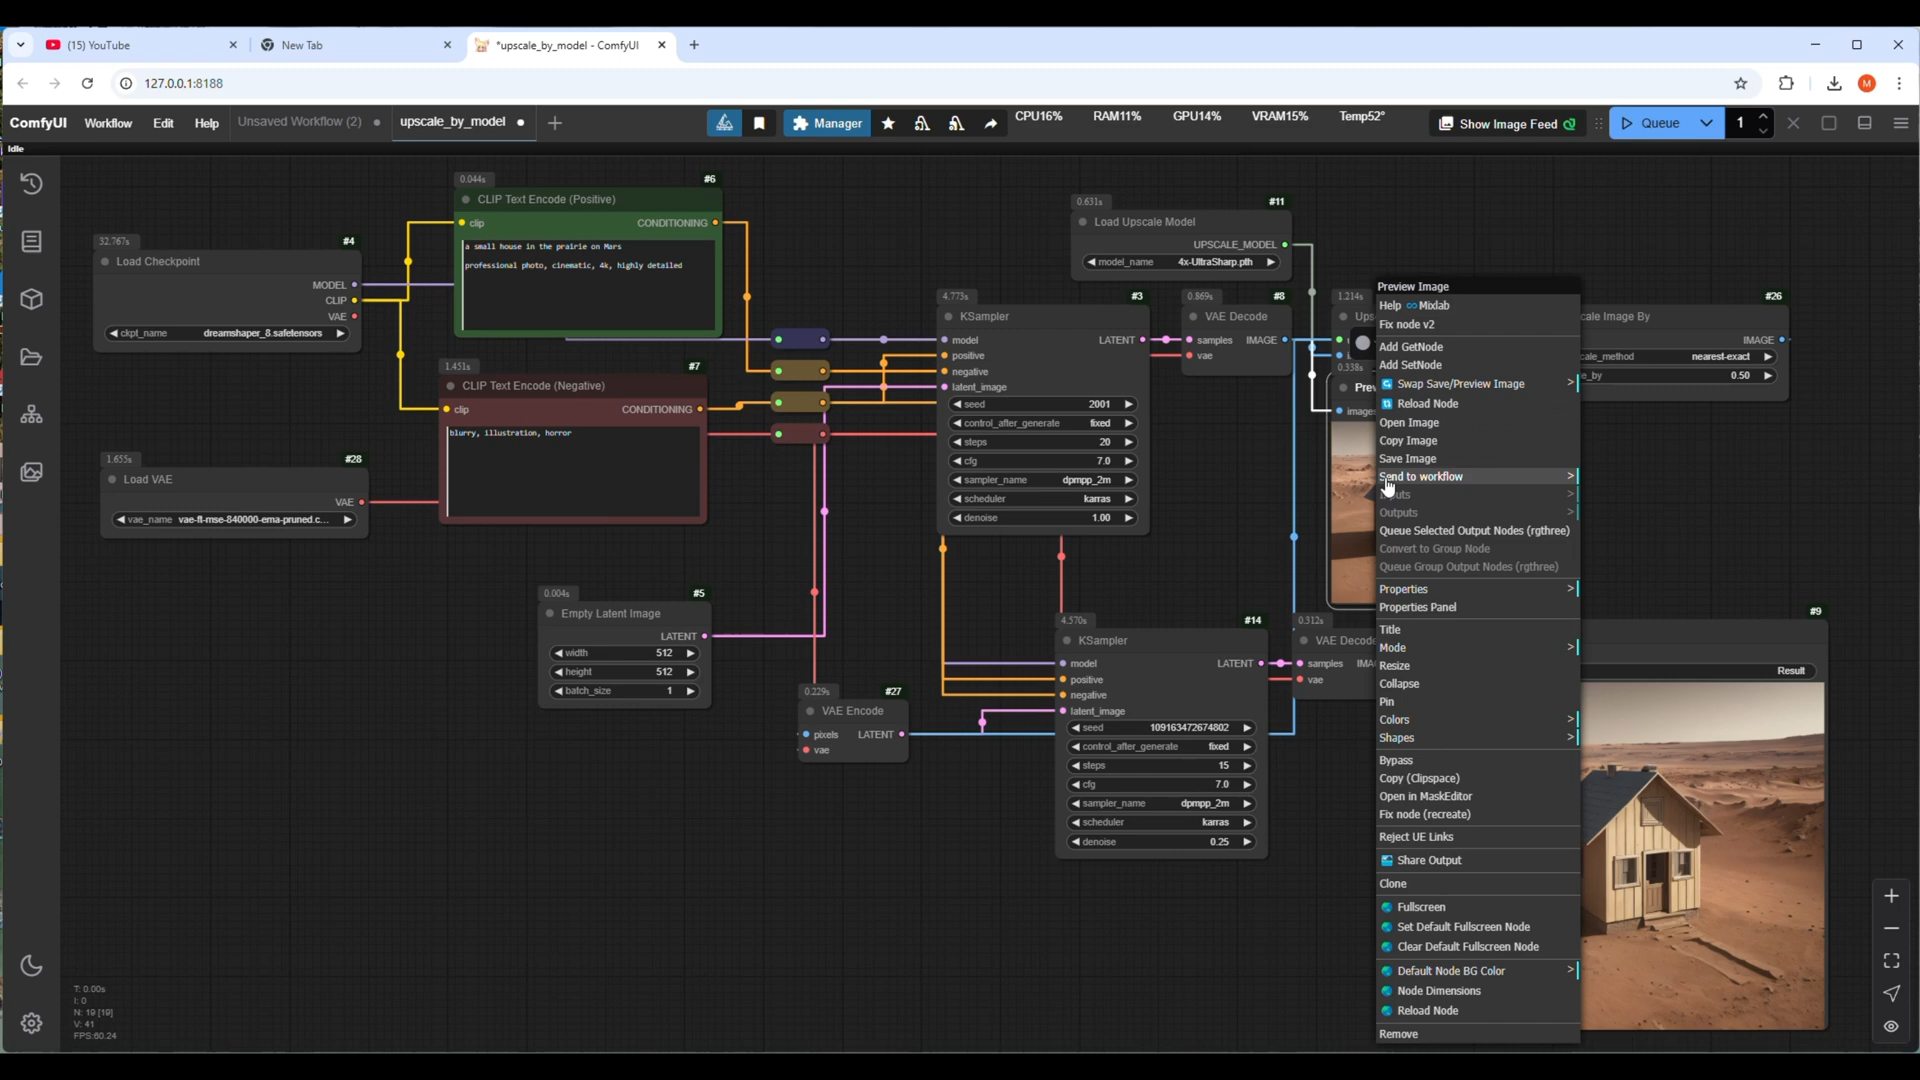 (15) YouTube
New Tab
*upscale_by_model - ComfyUI
127.0.0.1:8188
M
ComfyUI
Workflow
Edit
Help
Unsaved Workflow (2)
upscale_by_model
Manager
CPU16%
RAM11%
GPU14%
VRAM15%
Temp52°
Show Image Feed
Queue
1
Idle
0.044s
#6
CLIP Text Encode (Positive)
clip
CONDITIONING
a small house in the prairie on Mars
professional photo, cinematic, 4k, highly detailed
32.767s
#4
Load Checkpoint
MODEL
CLIP
VAE
ckpt_name
dreamshaper_8.safetensors
1.451s
#7
CLIP Text Encode (Negative)
clip
CONDITIONING
blurry, illustration, horror
1.655s
#28
Load VAE
VAE
vae_name
vae-ft-mse-840000-ema-pruned.c...
0.004s
#5
Empty Latent Image
LATENT
width
512
height
512
batch_size
1
0.229s
#27
VAE Encode
pixels
LATENT
vae
4.773s
#3
KSampler
model
LATENT
positive
negative
latent_image
seed
2001
control_after_generate
fixed
steps
20
cfg
7.0
sampler_name
dpmpp_2m
scheduler
karras
denoise
1.00
0.631s
#11
Load Upscale Model
UPSCALE_MODEL
model_name
4x-UltraSharp.pth
0.869s
#8
VAE Decode
samples
IMAGE
vae
1.214s
Ups
0.338s
Prev
images
4.570s
#14
KSampler
model
LATENT
positive
negative
latent_image
seed
109163472674802
control_after_generate
fixed
steps
15
cfg
7.0
sampler_name
dpmpp_2m
scheduler
karras
denoise
0.25
0.312s
VAE Decode
samples
IMA
vae
#26
cale Image By
IMAGE
cale_method
nearest-exact
e_by
0.50
#9
Result
Preview Image
Help
Mixlab
Fix node v2
Add GetNode
Add SetNode
Swap Save/Preview Image
Reload Node
Open Image
Copy Image
Save Image
Send to workflow
Outputs
Queue Selected Output Nodes (rgthree)
Convert to Group Node
Queue Group Output Nodes (rgthree)
Properties
Properties Panel
Title
Mode
Resize
Collapse
Pin
Colors
Shapes
Bypass
Copy (Clipspace)
Open in MaskEditor
Fix node (recreate)
Reject UE Links
Share Output
Clone
Fullscreen
Set Default Fullscreen Node
Clear Default Fullscreen Node
Default Node BG Color
Node Dimensions
Reload Node
Remove
T: 0.00s
I: 0
N: 19 [19]
V: 41
FPS:60.24